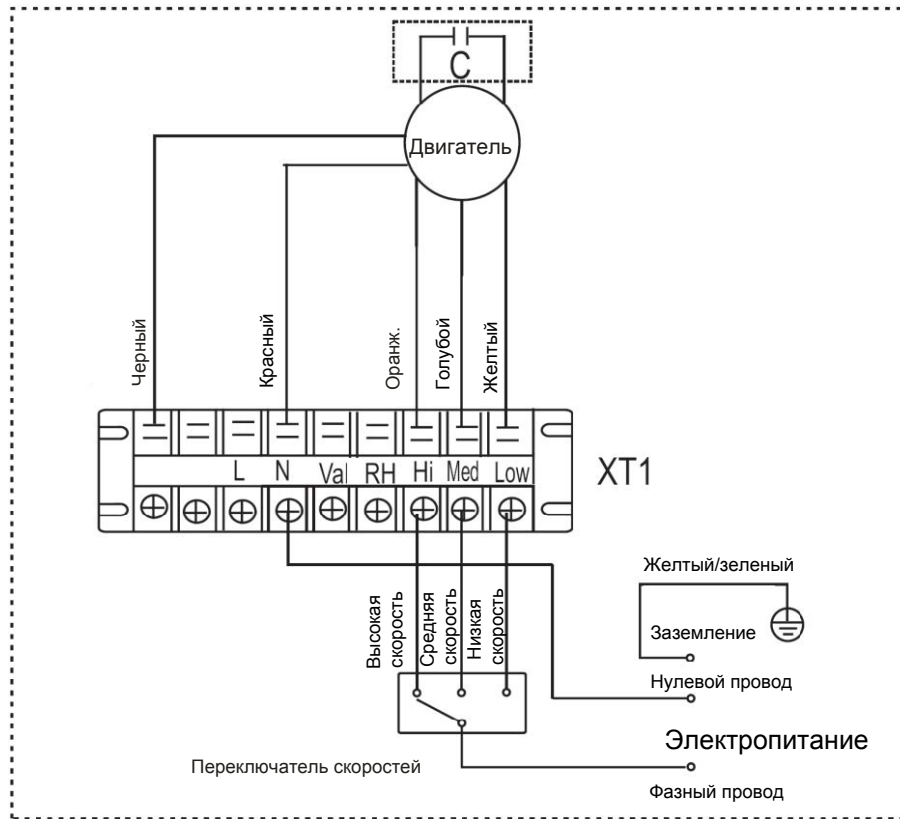 C
Двигатель
Черный
Красный
Оранж.
Голубой
Желтый
L N Val RH Hi Med Low
XT1
Высокая
скорость
Средняя
скорость
Низкая
скорость
Желтый/зеленый
Заземление
Нулевой провод
Электропитание
Переключатель скоростей
Фазный провод